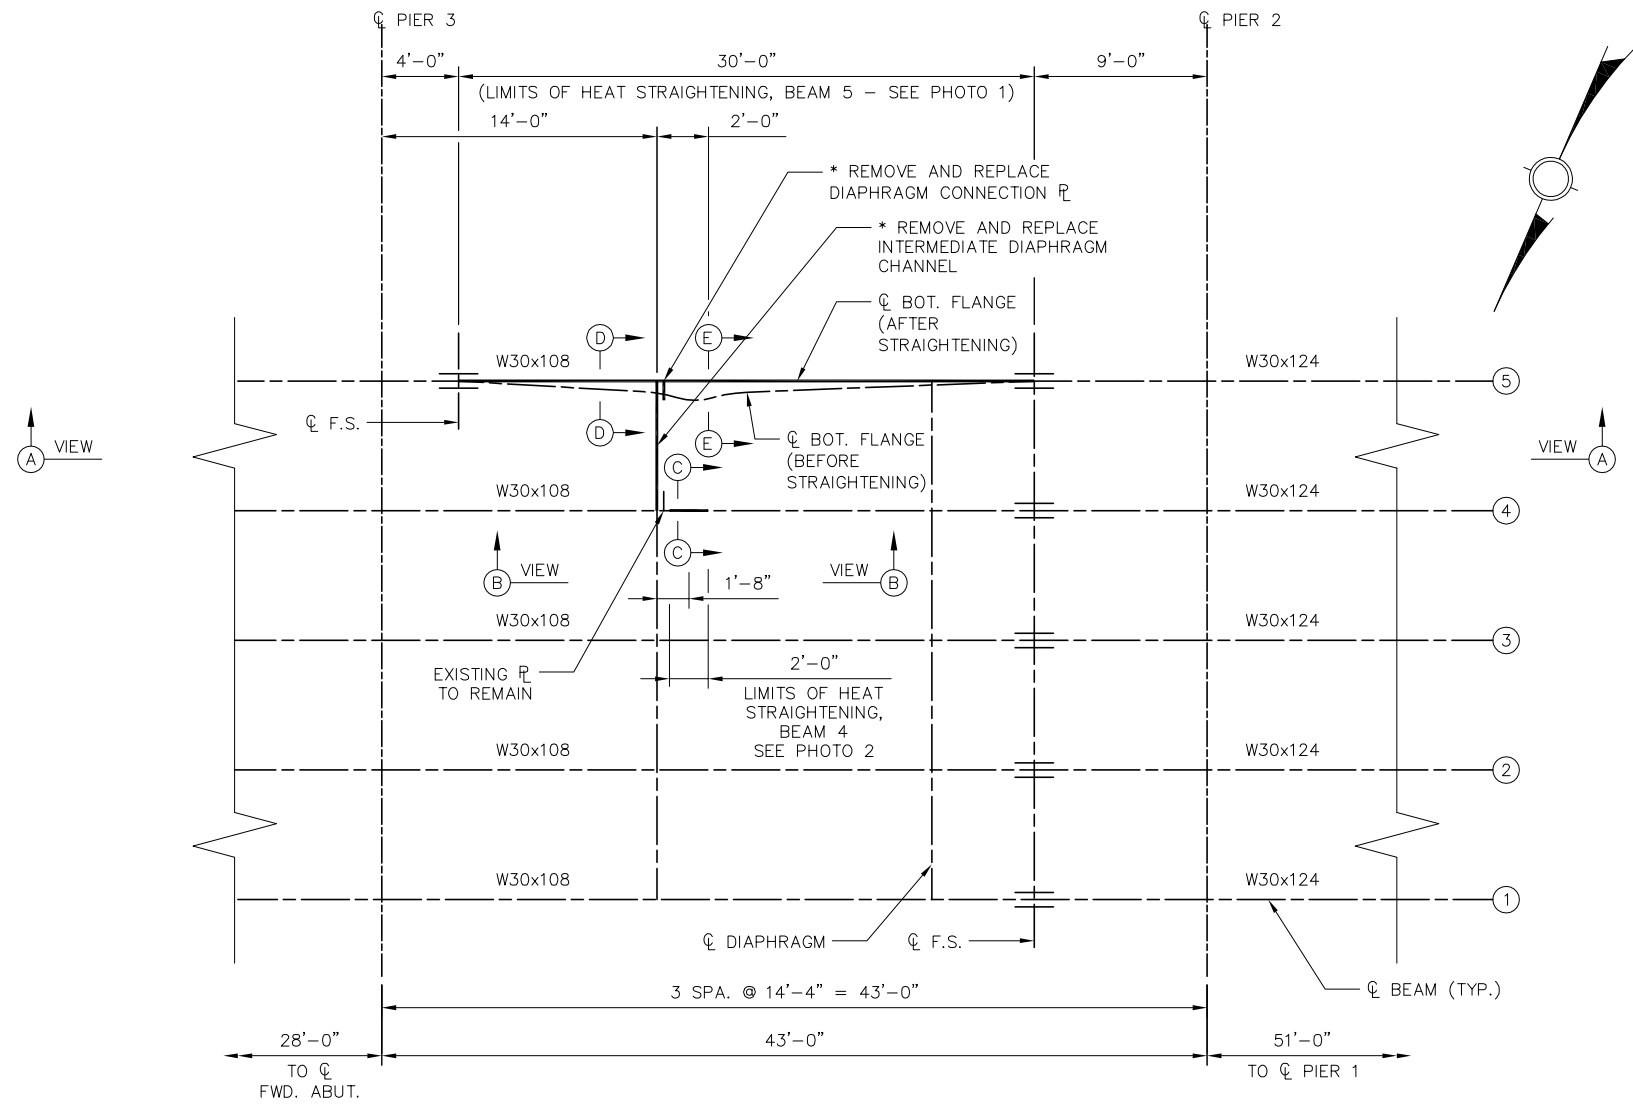 ℄ PIER 3
℄ PIER 2
4'-0"
30'-0"
9'-0"
(LIMITS OF HEAT STRAIGHTENING, BEAM 5 - SEE PHOTO 1)
14'-0"
2'-0"
* REMOVE AND REPLACE
DIAPHRAGM CONNECTION ⅊
* REMOVE AND REPLACE
INTERMEDIATE DIAPHRAGM
CHANNEL
℄ BOT. FLANGE
(AFTER
STRAIGHTENING)
D
E
W30x108
W30x124
5
℄ F.S.
D
E
℄ BOT. FLANGE
(BEFORE
STRAIGHTENING)
A VIEW
VIEW A
C
W30x108
W30x124
4
C
B VIEW
VIEW B
1'-8"
W30x108
W30x124
3
EXISTING ⅊
TO REMAIN
2'-0"
LIMITS OF HEAT
STRAIGHTENING,
BEAM 4
SEE PHOTO 2
W30x108
W30x124
2
W30x108
W30x124
1
℄ DIAPHRAGM
℄ F.S.
℄ BEAM (TYP.)
3 SPA. @ 14'-4" = 43'-0"
28'-0"
43'-0"
51'-0"
TO ℄
FWD. ABUT.
TO ℄ PIER 1